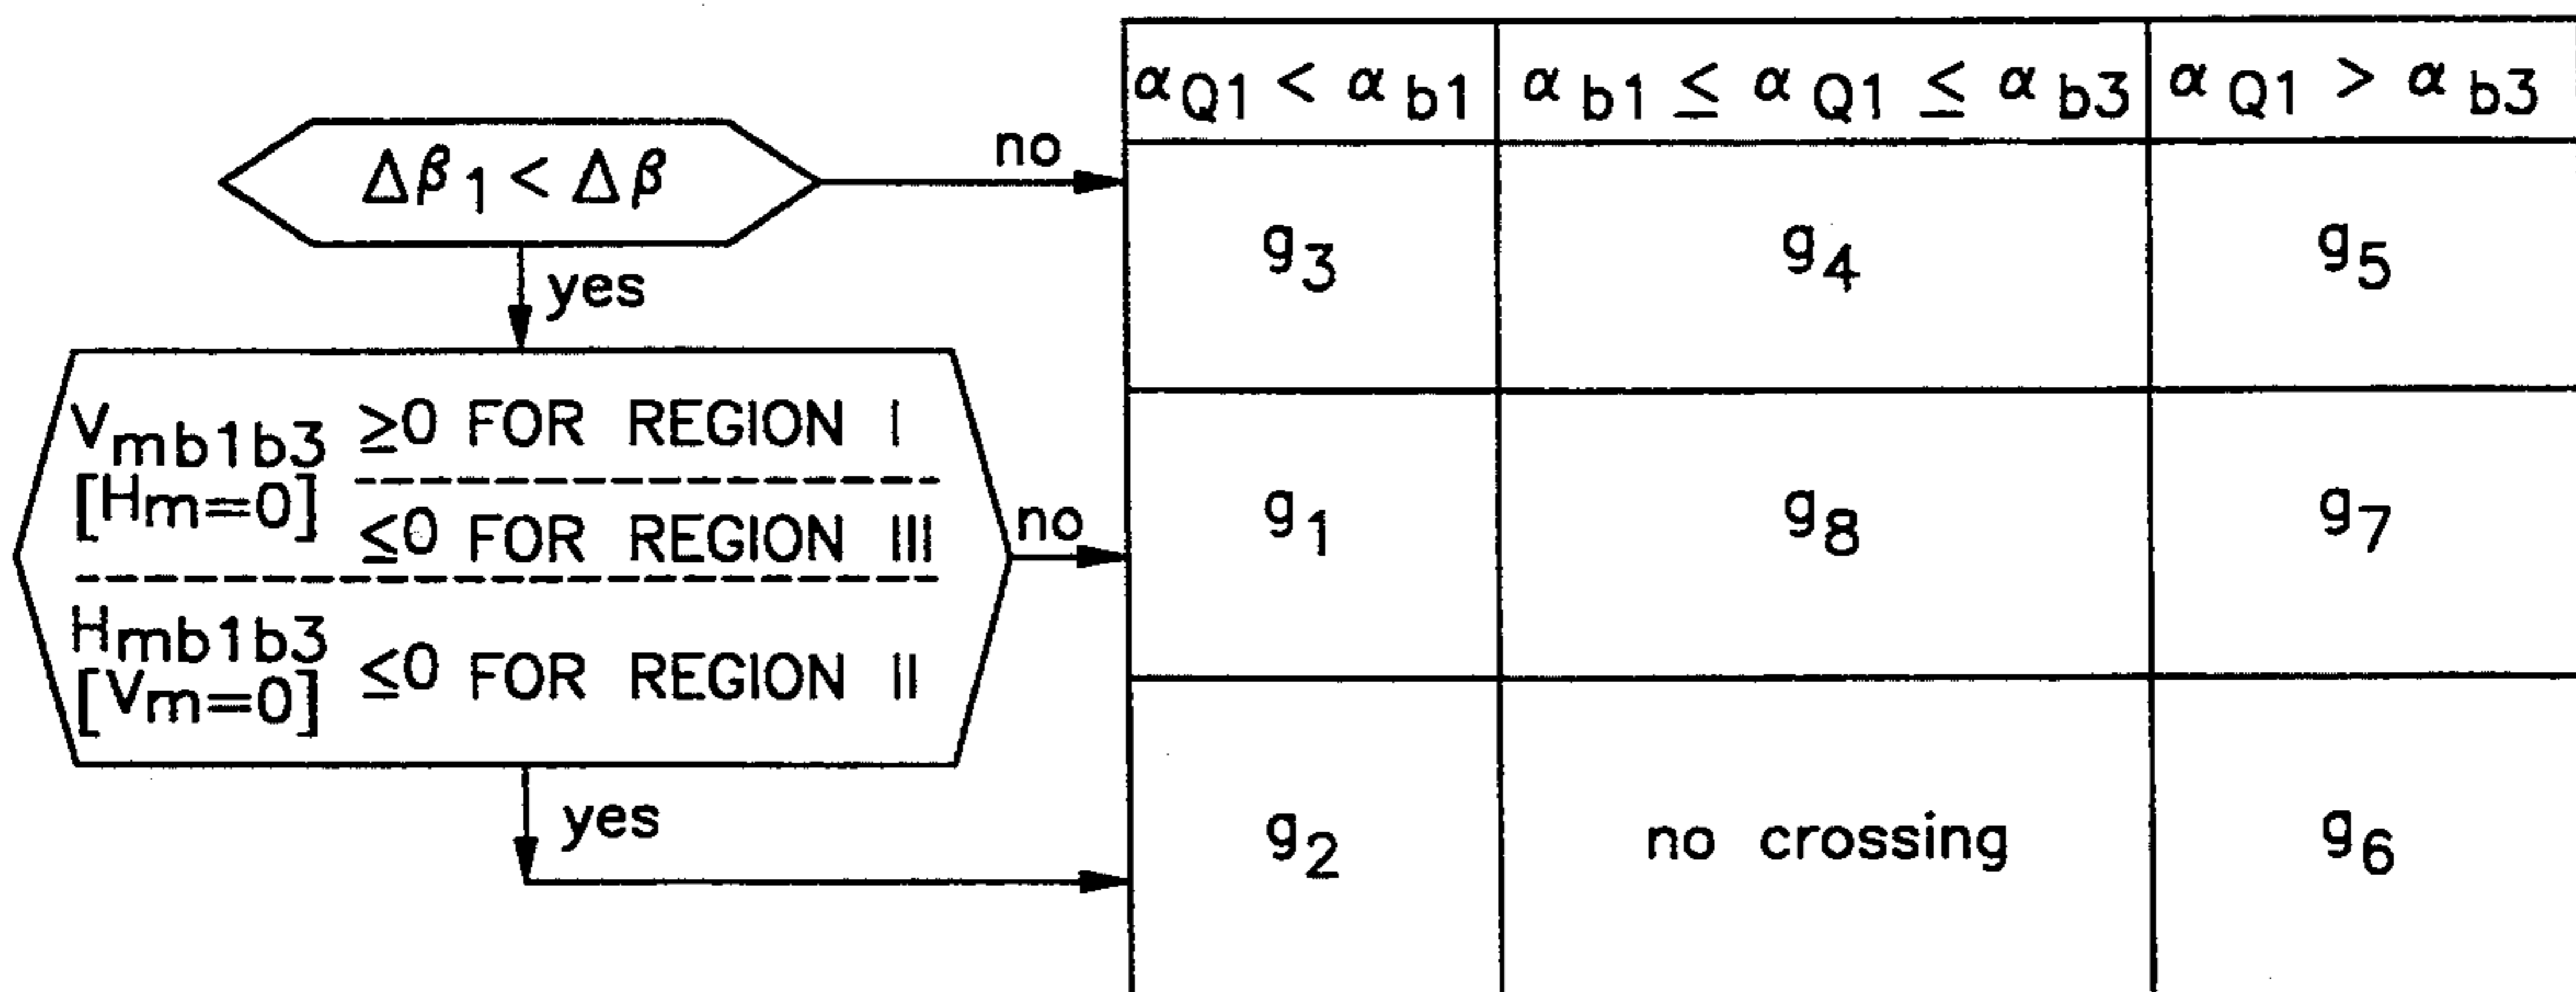 αQ1 < αb1 αb1 ≤ αQ1 ≤ αb3 αQ1 > αb3
Δβ1 < Δβ
no
g3 g4 g5
yes
Vmb1b3 ≥0 FOR REGION I
[Hm=0]
≤0 FOR REGION III
no
g1 g8 g7
Hmb1b3
[Vm=0] ≤0 FOR REGION II
yes
g2 no crossing g6